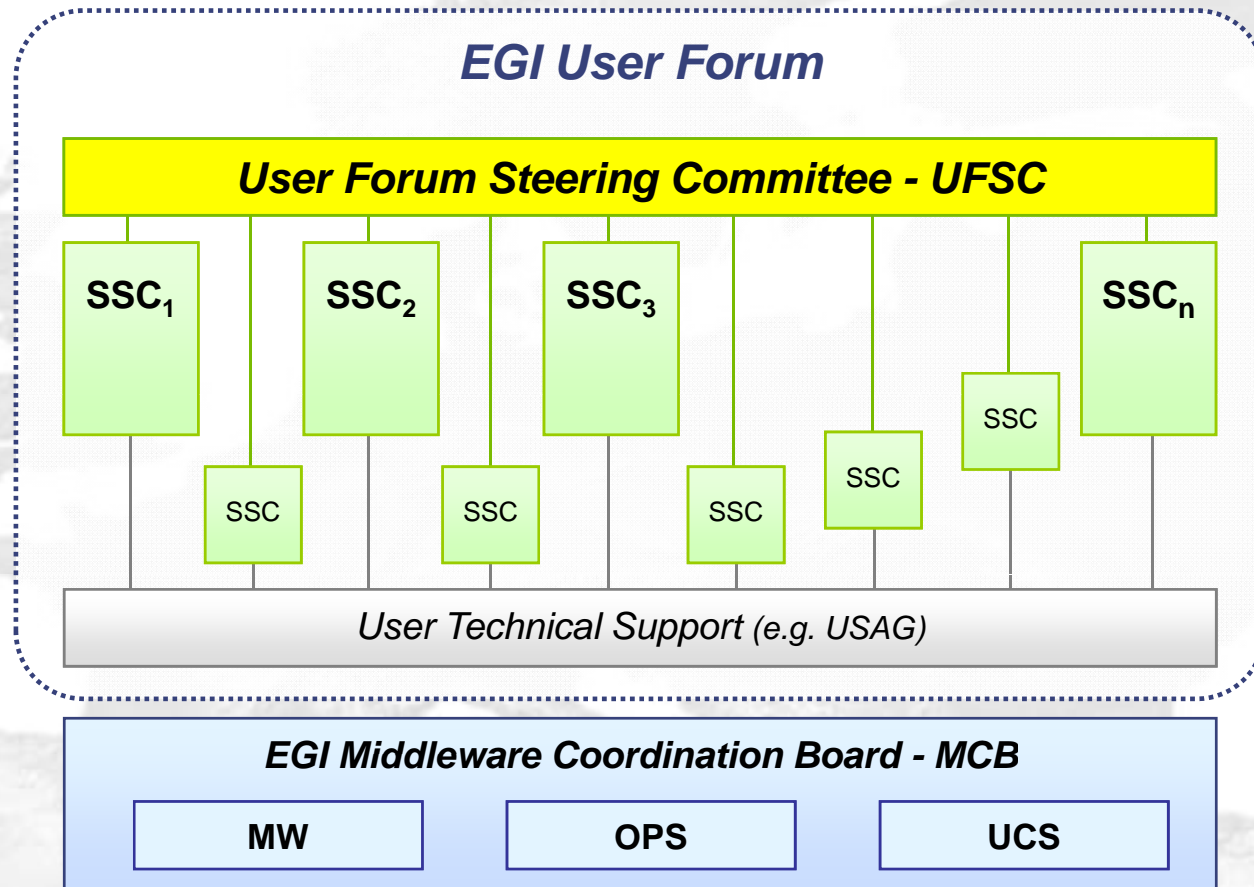 EGI User Forum
User Forum Steering Committee - UFSC
SSC₁
SSC₂
SSC₃
SSCₙ
SSC
SSC
SSC
SSC
SSC
User Technical Support (e.g. USAG)
EGI Middleware Coordination Board - MCB
MW
OPS
UCS